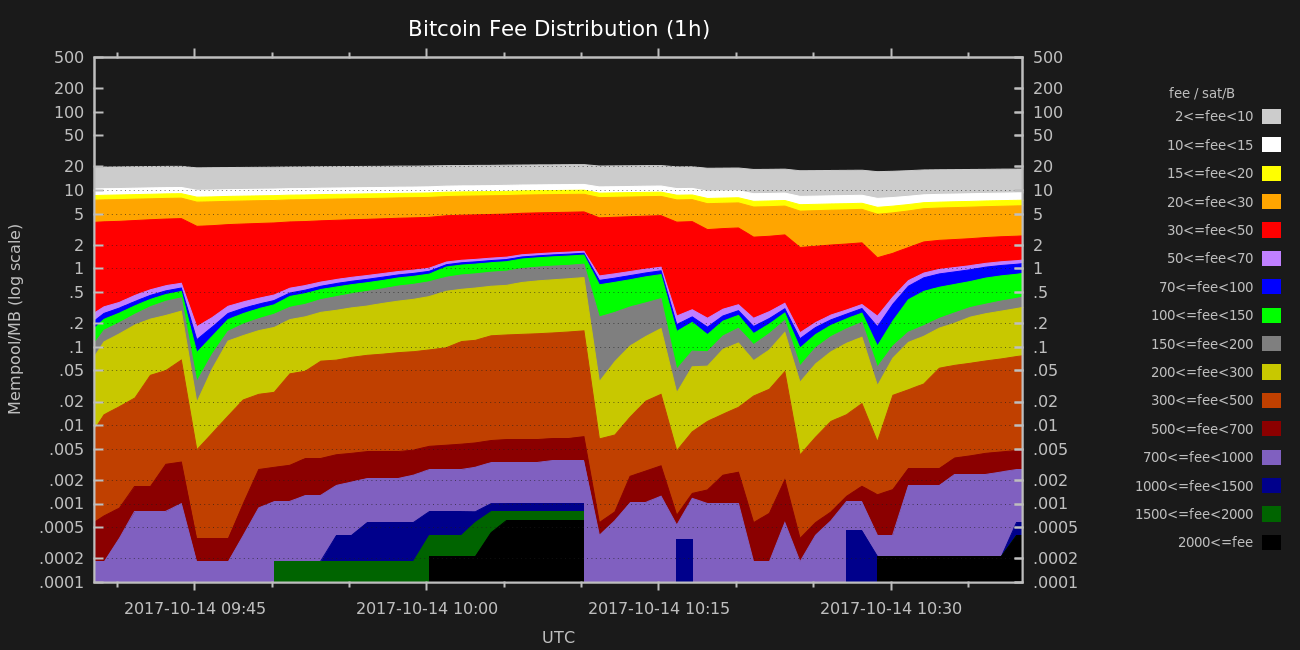 Bitcoin Fee Distribution (1h)
Mempool/MB (log scale)
500
200
100
50
20
10
5
2
1
.5
.2
.1
.05
.02
.01
.005
.002
.001
.0005
.0002
.0001
500
200
100
50
20
10
5
2
1
.5
.2
.1
.05
.02
.01
.005
.002
.001
.0005
.0002
.0001
2017-10-14 09:45
2017-10-14 10:00
2017-10-14 10:15
2017-10-14 10:30
UTC
fee / sat/B
2<=fee<10
10<=fee<15
15<=fee<20
20<=fee<30
30<=fee<50
50<=fee<70
70<=fee<100
100<=fee<150
150<=fee<200
200<=fee<300
300<=fee<500
500<=fee<700
700<=fee<1000
1000<=fee<1500
1500<=fee<2000
2000<=fee